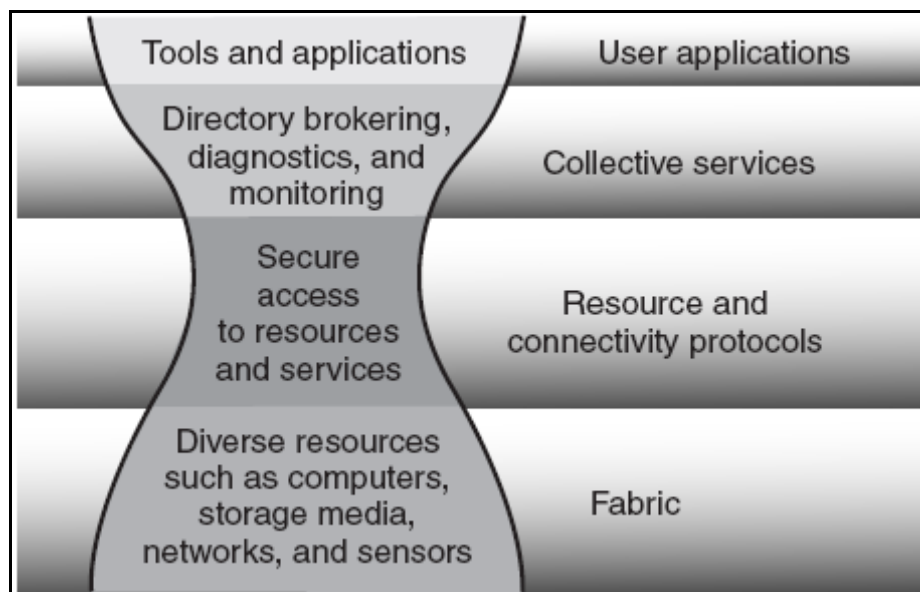 Tools and applications
User applications
Directory brokering,
diagnostics, and
monitoring
Collective services
Secure
access
to resources
and services
Resource and
connectivity protocols
Diverse resources
such as computers,
storage media,
networks, and sensors
Fabric